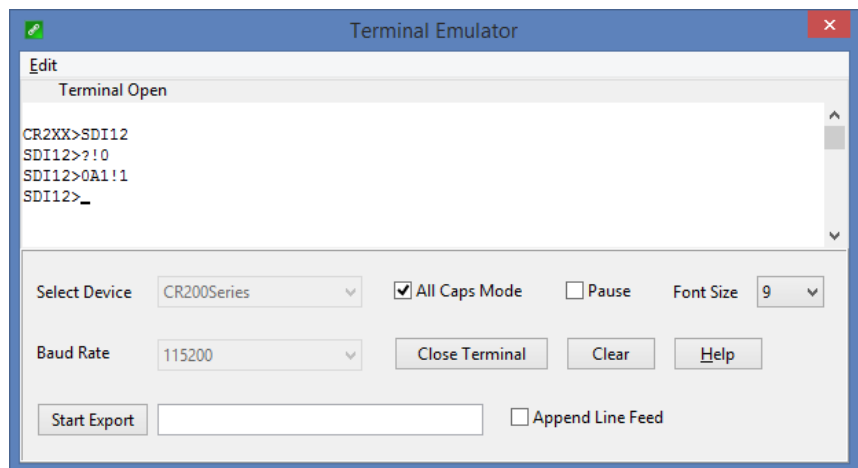 Terminal Emulator
Edit
Terminal Open
CR2XX>SDI12
SDI12>?!0
SDI12>0A1!1
SDI12>_
Select Device CR200Series All Caps Mode Pause Font Size 9
Baud Rate 115200 Close Terminal Clear Help
Start Export Append Line Feed